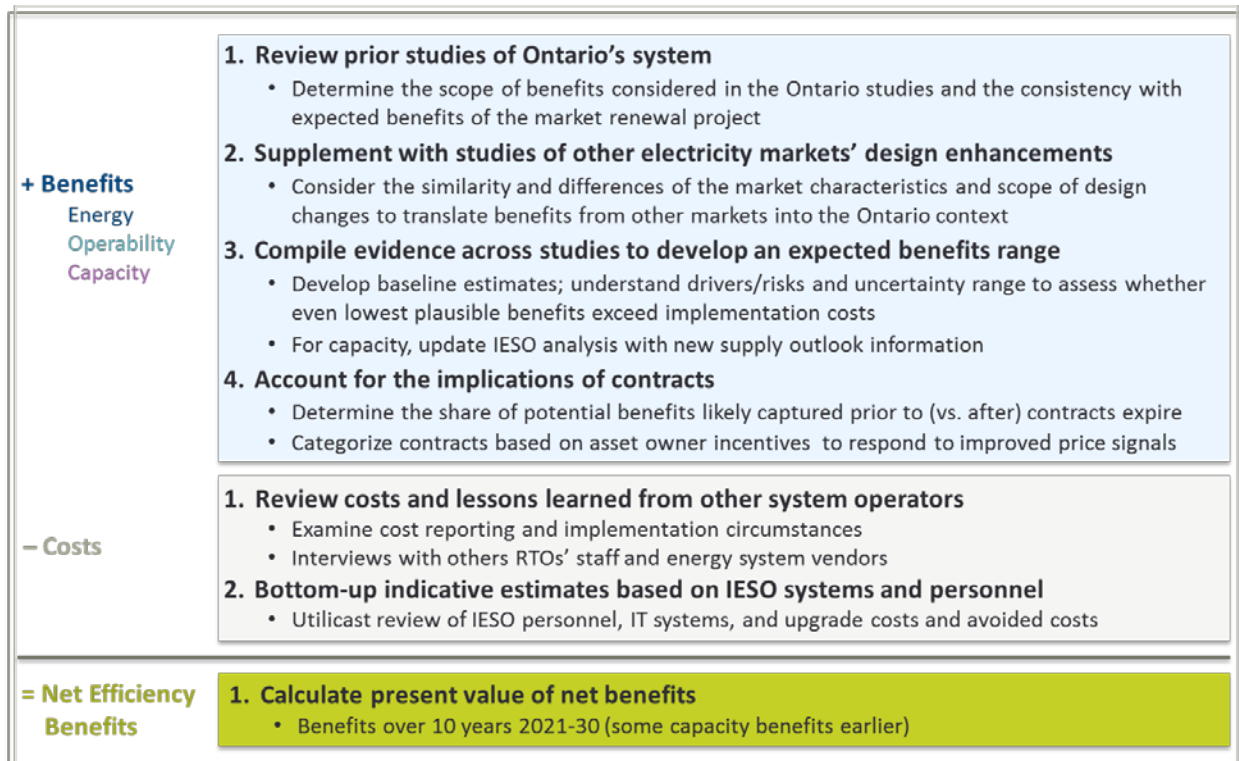 1. Review prior studies of Ontario's system
• Determine the scope of benefits considered in the Ontario studies and the consistency with
expected benefits of the market renewal project
2. Supplement with studies of other electricity markets' design enhancements
+ Benefits
• Consider the similarity and differences of the market characteristics and scope of design
Energy
changes to translate benefits from other markets into the Ontario context
Operability
3. Compile evidence across studies to develop an expected benefits range
Capacity
• Develop baseline estimates; understand drivers/risks and uncertainty range to assess whether
even lowest plausible benefits exceed implementation costs
• For capacity, update IESO analysis with new supply outlook information
4. Account for the implications of contracts
• Determine the share of potential benefits likely captured prior to (vs. after) contracts expire
• Categorize contracts based on asset owner incentives to respond to improved price signals
– Costs
1. Review costs and lessons learned from other system operators
• Examine cost reporting and implementation circumstances
• Interviews with others RTOs' staff and energy system vendors
2. Bottom-up indicative estimates based on IESO systems and personnel
• Utilicast review of IESO personnel, IT systems, and upgrade costs and avoided costs
= Net Efficiency
Benefits
1. Calculate present value of net benefits
• Benefits over 10 years 2021-30 (some capacity benefits earlier)